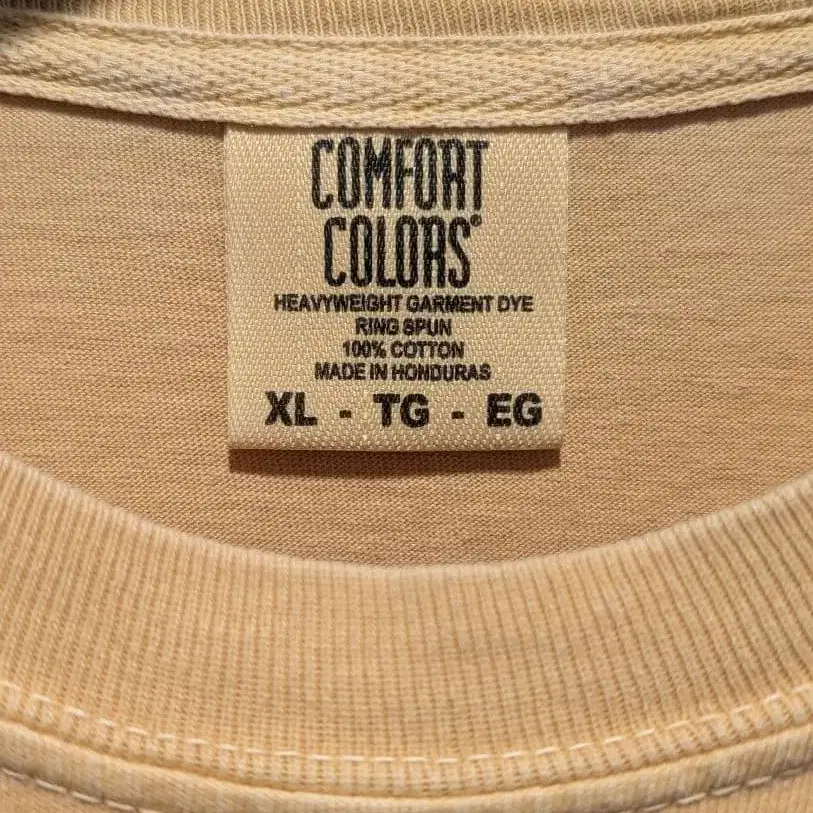 COMFORT
COLORS®
HEAVYWEIGHT GARMENT DYE
RING SPUN
100% COTTON
MADE IN HONDURAS
XL - TG - EG